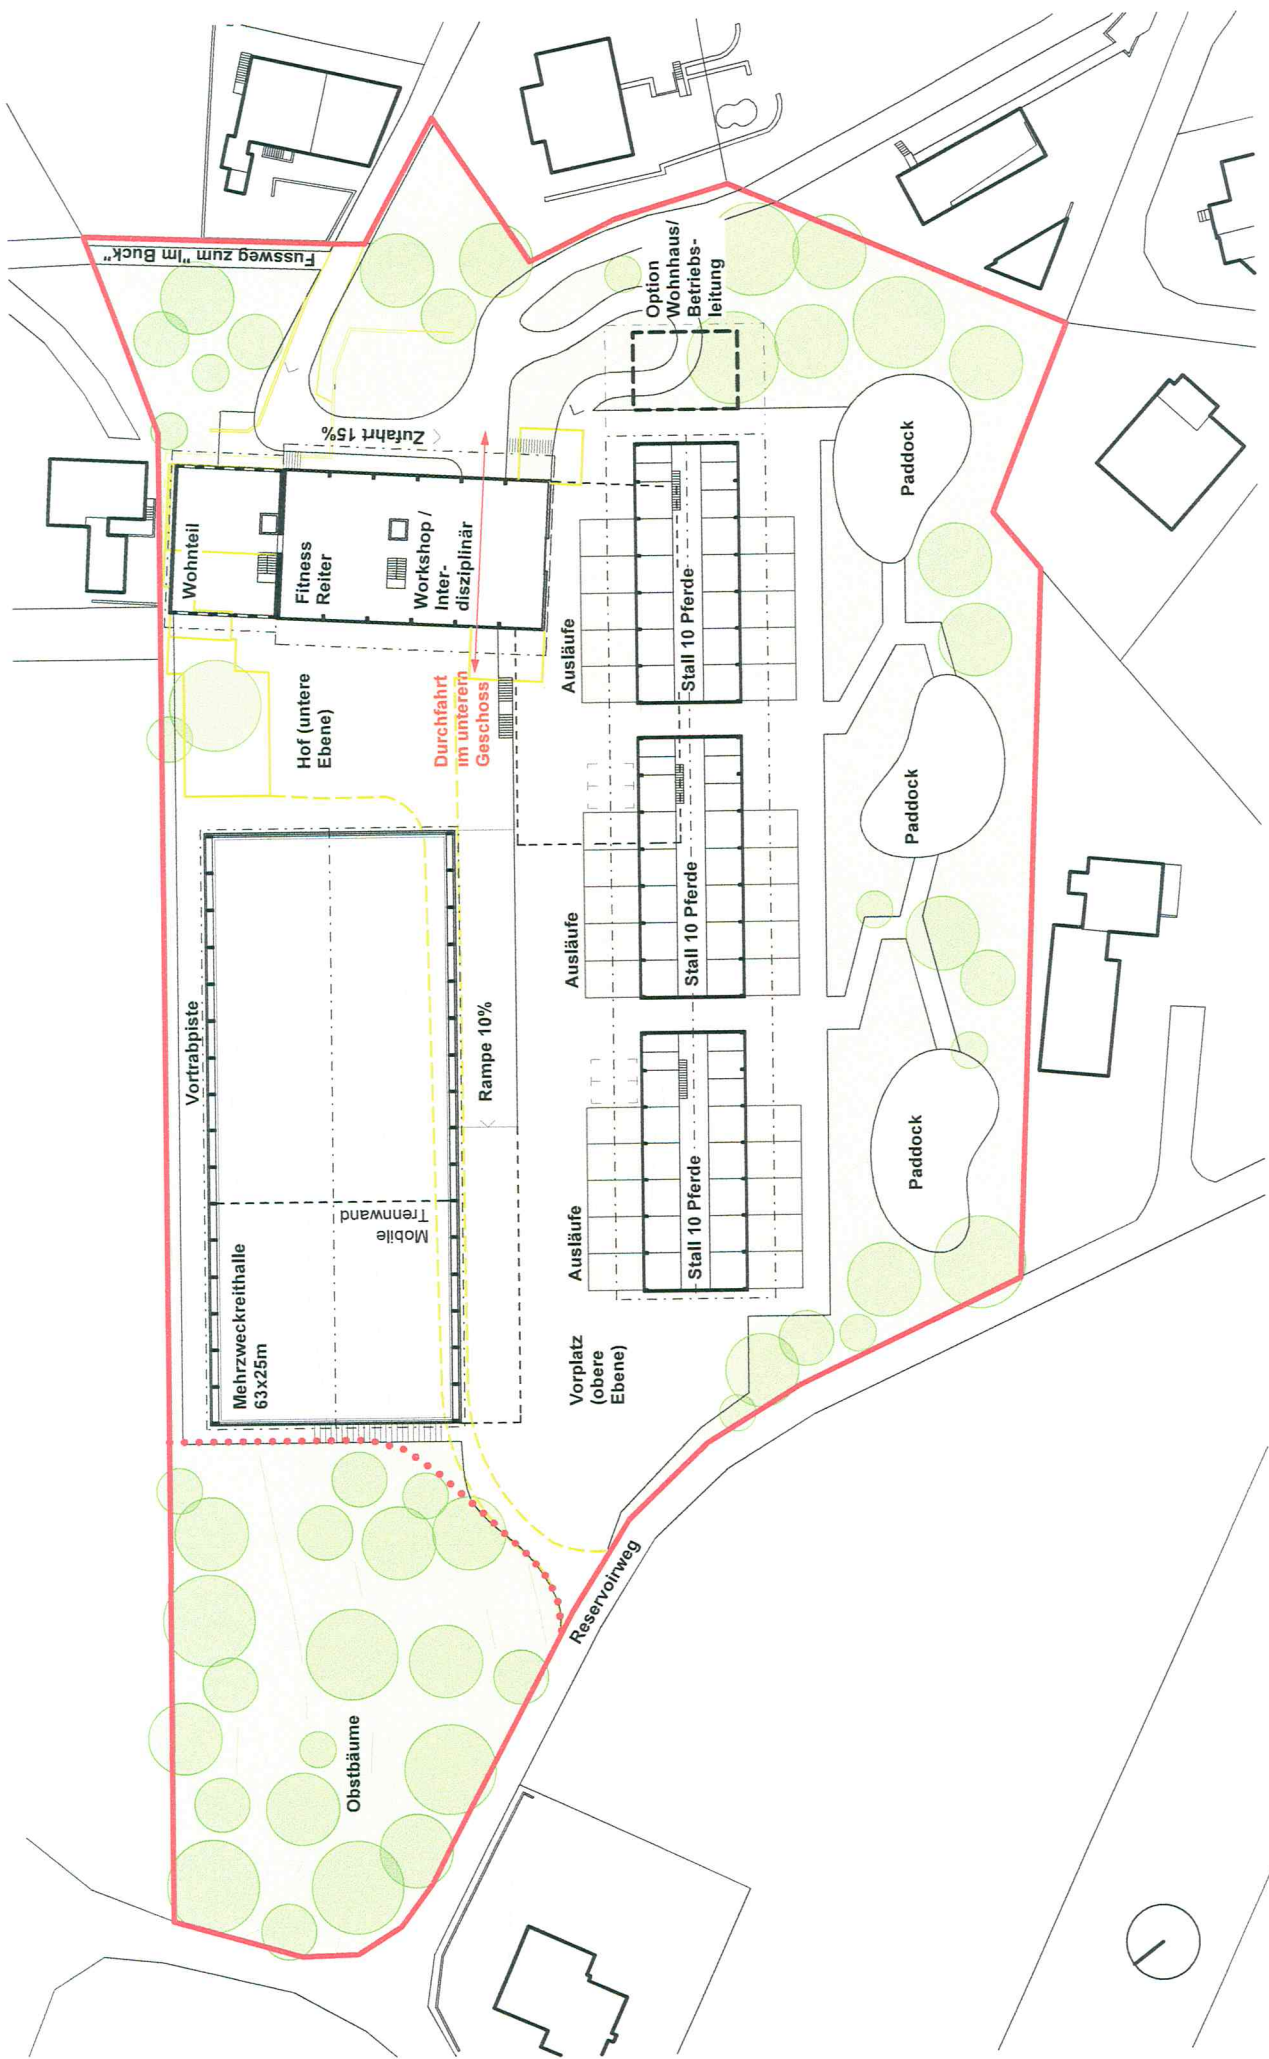 Fussweg zum "Im Buck"
Option
Wohnhaus/
Betriebs-
leitung
Zufahrt 15%
Wohnteil
Fitness
Reiter
Workshop /
Inter-
disziplinär
Hof (untere
Ebene)
Durchfahrt
im unterem
Geschoss
Ausläufe
Stall 10 Pferde
Paddock
Vortrabpiste
Rampe 10%
Ausläufe
Stall 10 Pferde
Paddock
Mobile
Trennwand
Mehrzweckreithalle
63x25m
Ausläufe
Stall 10 Pferde
Paddock
Vorplatz
(obere
Ebene)
Reservoirweg
Obstbäume